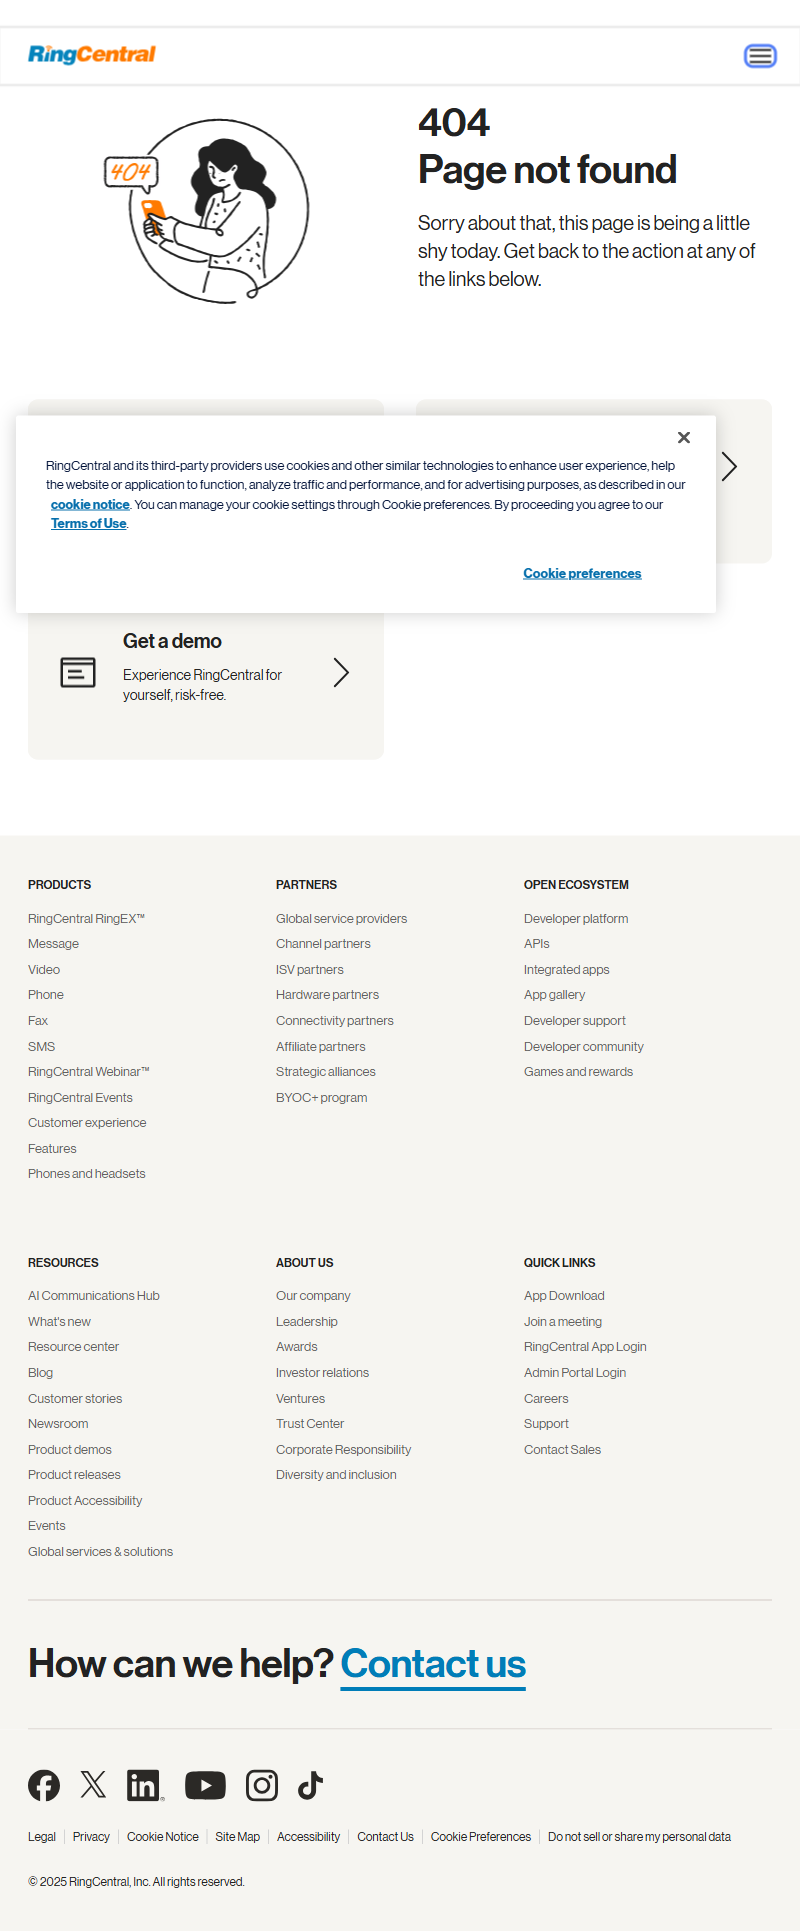 RingCentral
404
404
Page not found
Sorry about that, this page is being a little
shy today. Get back to the action at any of
the links below.
RingCentral and its third-party providers use cookies and other similar technologies to enhance user experience, help
the website or application to function, analyze traffic and performance, and for advertising purposes, as described in our
cookie notice. You can manage your cookie settings through Cookie preferences. By proceeding you agree to our
Terms of Use.
Cookie preferences
Get a demo
Experience RingCentral for
yourself, risk-free.
PRODUCTS
RingCentral RingEX™
Message
Video
Phone
Fax
SMS
RingCentral Webinar™
RingCentral Events
Customer experience
Features
Phones and headsets
PARTNERS
Global service providers
Channel partners
ISV partners
Hardware partners
Connectivity partners
Affiliate partners
Strategic alliances
BYOC+ program
OPEN ECOSYSTEM
Developer platform
APIs
Integrated apps
App gallery
Developer support
Developer community
Games and rewards
RESOURCES
AI Communications Hub
What's new
Resource center
Blog
Customer stories
Newsroom
Product demos
Product releases
Product Accessibility
Events
Global services & solutions
ABOUT US
Our company
Leadership
Awards
Investor relations
Ventures
Trust Center
Corporate Responsibility
Diversity and inclusion
QUICK LINKS
App Download
Join a meeting
RingCentral App Login
Admin Portal Login
Careers
Support
Contact Sales
How can we help? Contact us
Legal Privacy Cookie Notice Site Map Accessibility Contact Us Cookie Preferences Do not sell or share my personal data
© 2025 RingCentral, Inc. All rights reserved.